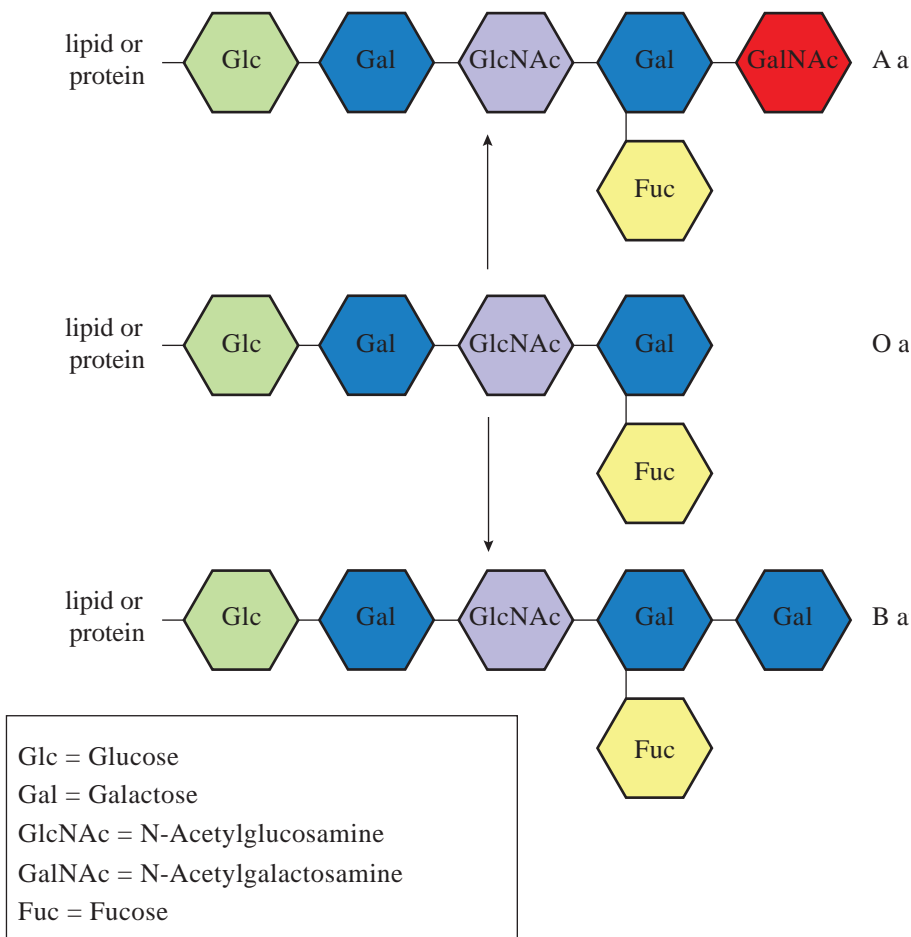 lipid or
protein
Glc Gal GlcNAc Gal GalNAc A a
Fuc
lipid or
protein
Glc Gal GlcNAc Gal O a
Fuc
lipid or
protein
Glc Gal GlcNAc Gal Gal B a
Fuc
Glc = Glucose
Gal = Galactose
GlcNAc = N-Acetylglucosamine
GalNAc = N-Acetylgalactosamine
Fuc = Fucose